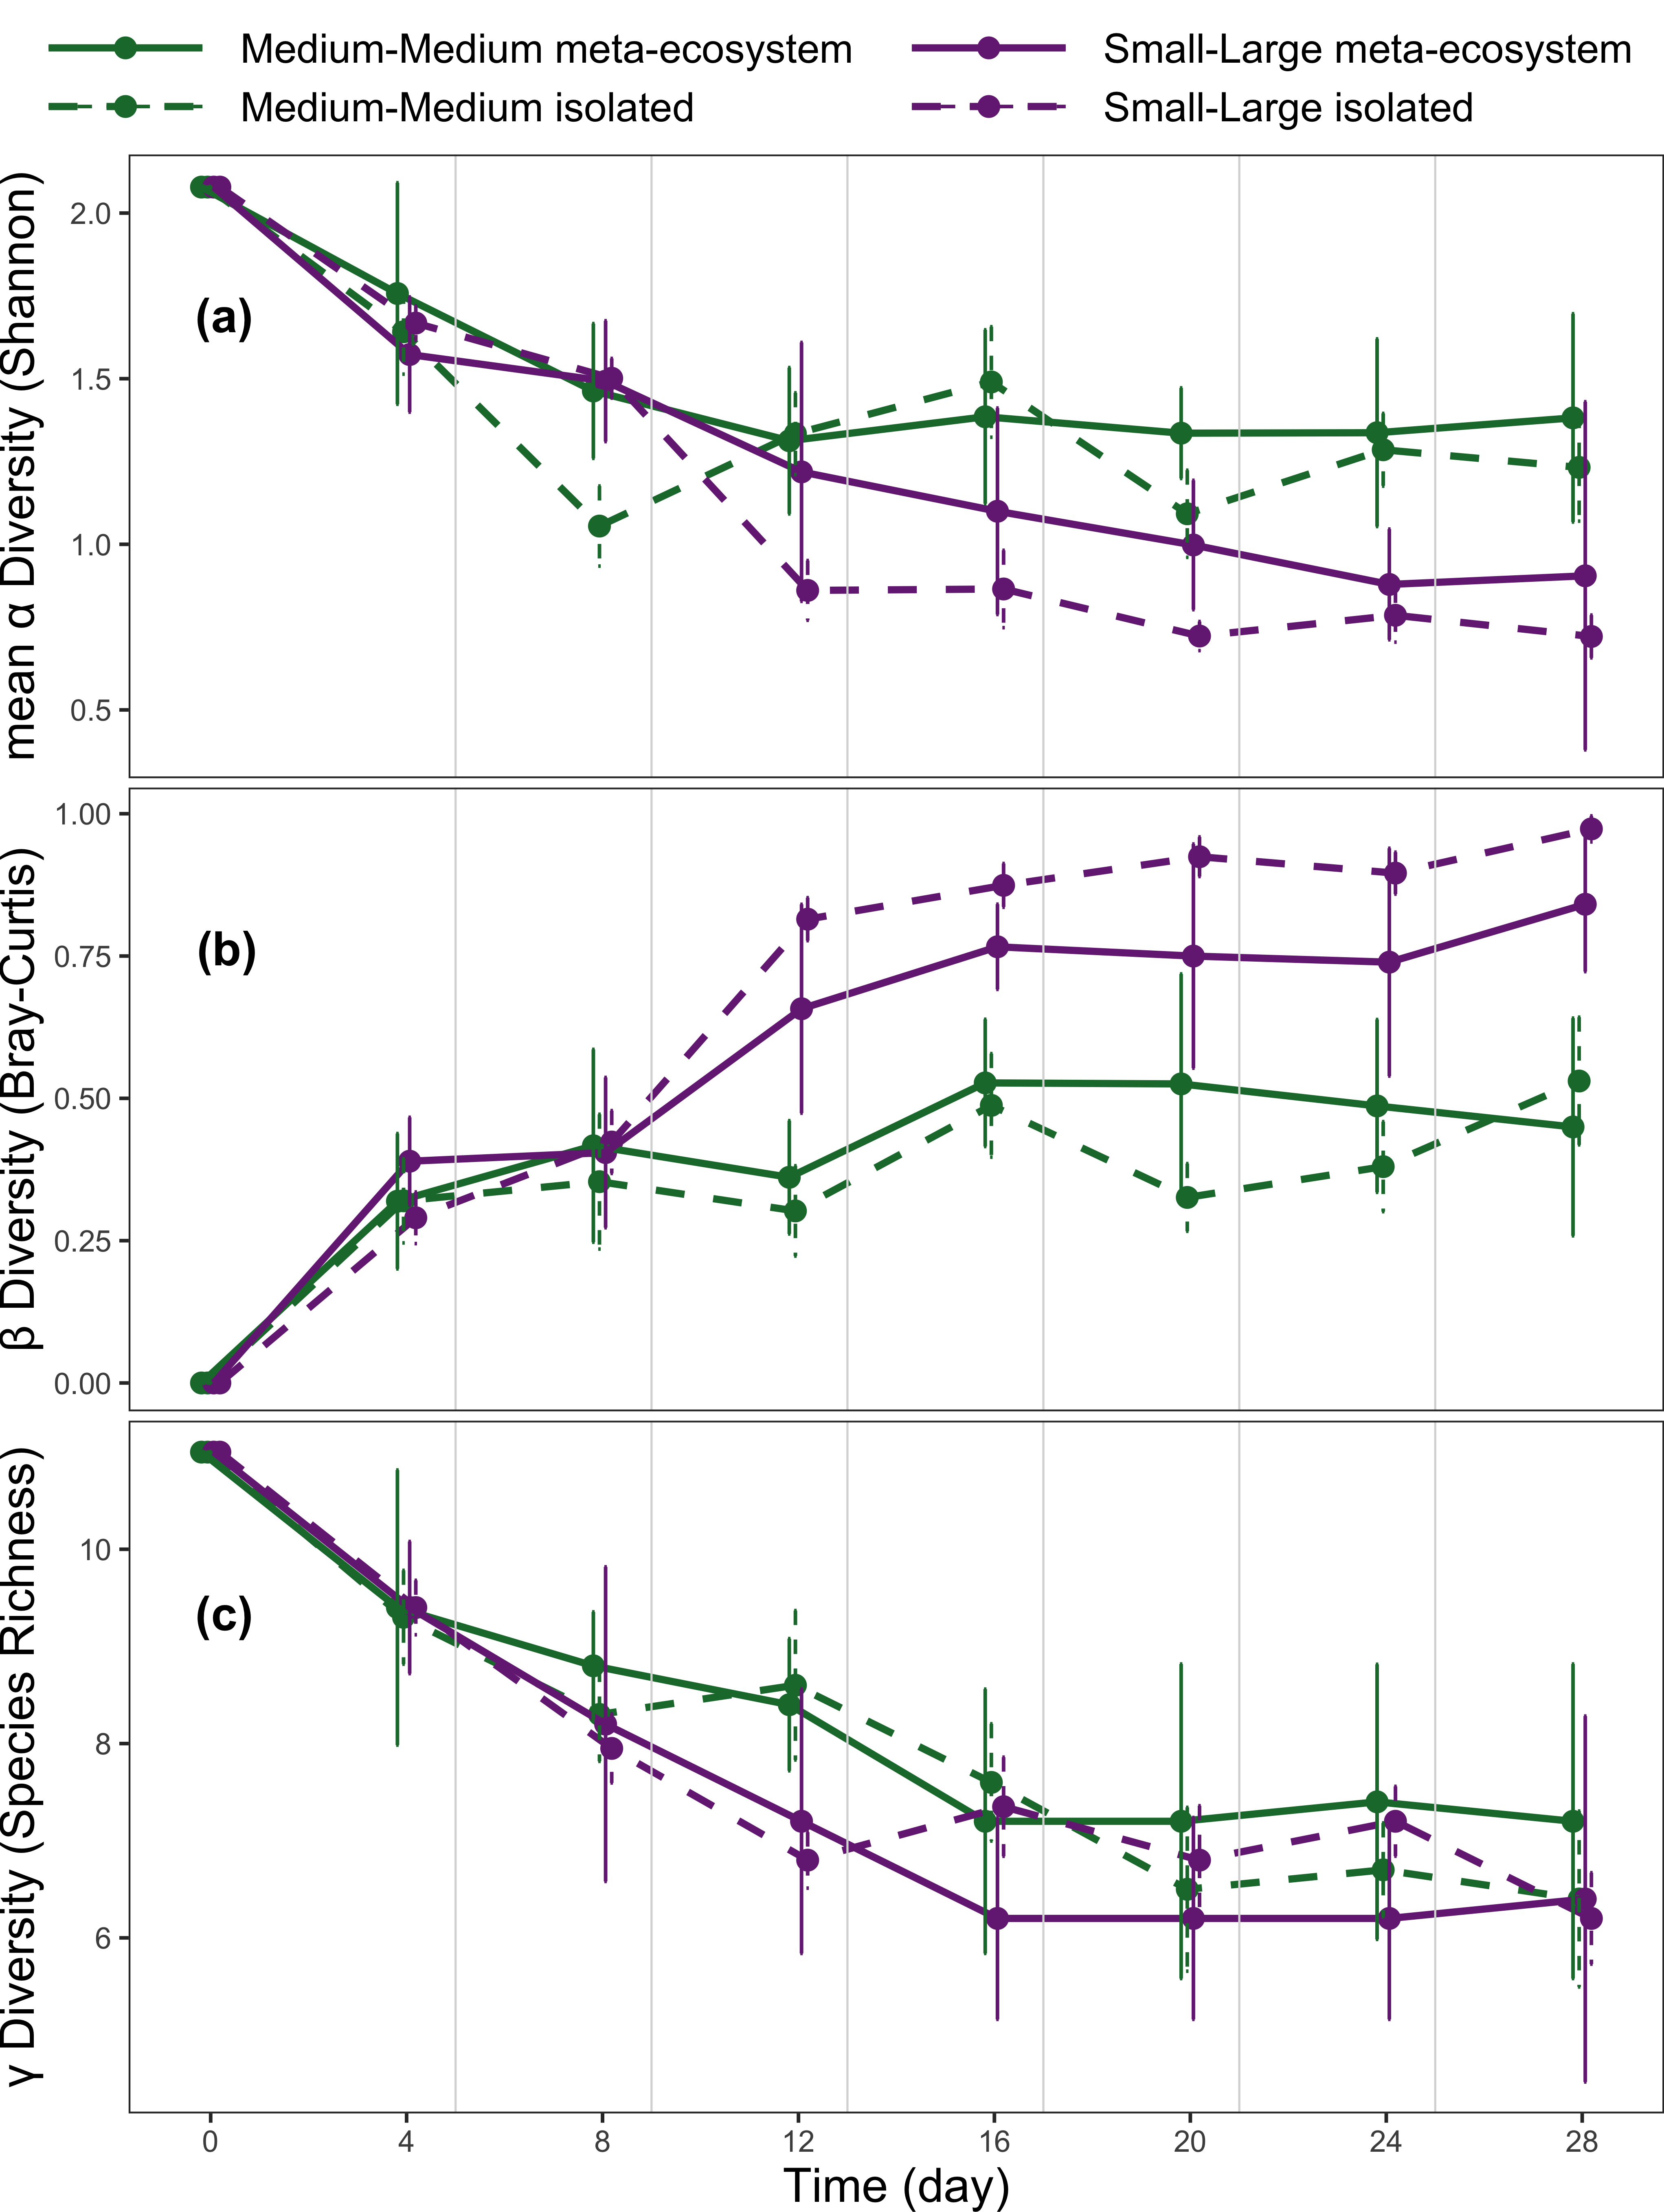 Medium-Medium meta-ecosystem
Small-Large meta-ecosystem
Medium-Medium isolated
Small-Large isolated
mean α Diversity (Shannon)
2.0
1.5
1.0
0.5
(a)
β Diversity (Bray-Curtis)
1.00
0.75
0.50
0.25
0.00
(b)
γ Diversity (Species Richness)
10
8
6
(c)
0 4 8 12 16 20 24 28
Time (day)